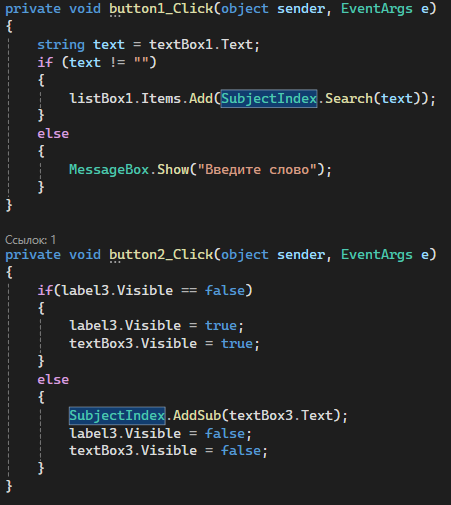 private void button1_Click(object sender, EventArgs e)
{
string text = textBox1.Text;
if (text != "")
{
listBox1.Items.Add(SubjectIndex.Search(text));
}
else
{
MessageBox.Show("Введите слово");
}
}
Ссылок: 1
private void button2_Click(object sender, EventArgs e)
{
if(label3.Visible == false)
{
label3.Visible = true;
textBox3.Visible = true;
}
else
{
SubjectIndex.AddSub(textBox3.Text);
label3.Visible = false;
textBox3.Visible = false;
}
}